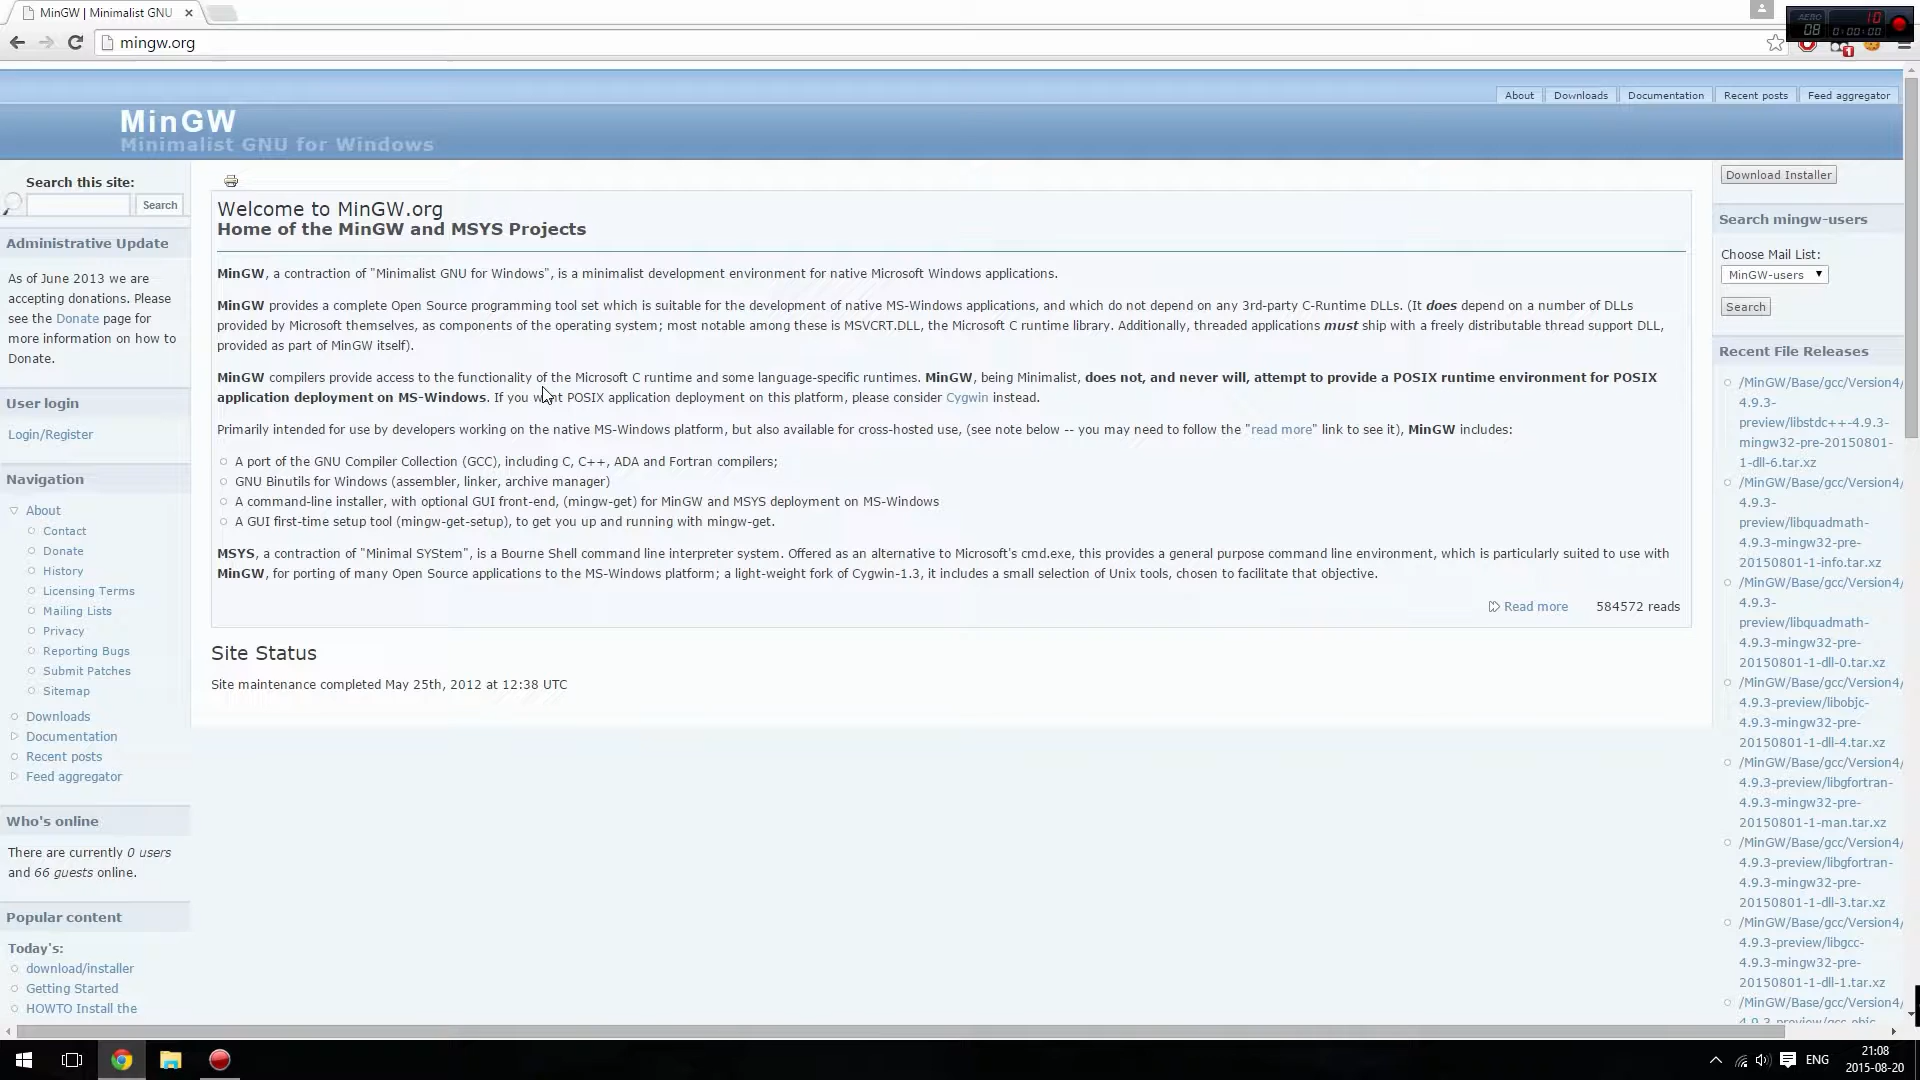 MinGW | Minimalist GNU
mingw.org
About
Downloads
Documentation
Recent posts
Feed aggregator
MinGW
Minimalist GNU for Windows
Search this site:
Search
Administrative Update
As of June 2013 we are
accepting donations. Please
see the Donate page for
more information on how to
Donate.
User login
Login/Register
Navigation
About
Contact
Donate
History
Licensing Terms
Mailing Lists
Privacy
Reporting Bugs
Submit Patches
Sitemap
Downloads
Documentation
Recent posts
Feed aggregator
Who's online
There are currently 0 users
and 66 guests online.
Popular content
Today's:
download/installer
Getting Started
HOWTO Install the
Welcome to MinGW.org
Home of the MinGW and MSYS Projects
MinGW, a contraction of "Minimalist GNU for Windows", is a minimalist development environment for native Microsoft Windows applications.
MinGW provides a complete Open Source programming tool set which is suitable for the development of native MS-Windows applications, and which do not depend on any 3rd-party C-Runtime DLLs. (It does depend on a number of DLLs
provided by Microsoft themselves, as components of the operating system; most notable among these is MSVCRT.DLL, the Microsoft C runtime library. Additionally, threaded applications must ship with a freely distributable thread support DLL,
provided as part of MinGW itself).
MinGW compilers provide access to the functionality of the Microsoft C runtime and some language-specific runtimes. MinGW, being Minimalist, does not, and never will, attempt to provide a POSIX runtime environment for POSIX
application deployment on MS-Windows. If you want POSIX application deployment on this platform, please consider Cygwin instead.
Primarily intended for use by developers working on the native MS-Windows platform, but also available for cross-hosted use, (see note below -- you may need to follow the "read more" link to see it), MinGW includes:
A port of the GNU Compiler Collection (GCC), including C, C++, ADA and Fortran compilers;
GNU Binutils for Windows (assembler, linker, archive manager)
A command-line installer, with optional GUI front-end, (mingw-get) for MinGW and MSYS deployment on MS-Windows
A GUI first-time setup tool (mingw-get-setup), to get you up and running with mingw-get.
MSYS, a contraction of "Minimal SYStem", is a Bourne Shell command line interpreter system. Offered as an alternative to Microsoft's cmd.exe, this provides a general purpose command line environment, which is particularly suited to use with
MinGW, for porting of many Open Source applications to the MS-Windows platform; a light-weight fork of Cygwin-1.3, it includes a small selection of Unix tools, chosen to facilitate that objective.
Read more 584572 reads
Site Status
Site maintenance completed May 25th, 2012 at 12:38 UTC
Download Installer
Search mingw-users
Choose Mail List:
MinGW-users
Search
Recent File Releases
/MinGW/Base/gcc/Version4/
4.9.3-
preview/libstdc++-4.9.3-
mingw32-pre-20150801-
1-dll-6.tar.xz
/MinGW/Base/gcc/Version4/
4.9.3-
preview/libquadmath-
4.9.3-mingw32-pre-
20150801-1-info.tar.xz
/MinGW/Base/gcc/Version4/
4.9.3-
preview/libquadmath-
4.9.3-mingw32-pre-
20150801-1-dll-0.tar.xz
/MinGW/Base/gcc/Version4/
4.9.3-preview/libobjc-
4.9.3-mingw32-pre-
20150801-1-dll-4.tar.xz
/MinGW/Base/gcc/Version4/
4.9.3-preview/libgfortran-
4.9.3-mingw32-pre-
20150801-1-man.tar.xz
/MinGW/Base/gcc/Version4/
4.9.3-preview/libgfortran-
4.9.3-mingw32-pre-
20150801-1-dll-3.tar.xz
/MinGW/Base/gcc/Version4/
4.9.3-preview/libgcc-
4.9.3-mingw32-pre-
20150801-1-dll-1.tar.xz
/MinGW/Base/gcc/Version4/
4.9.3-preview/gcc-objc-
AERO
08
10
0:00:00
1
ENG
21:08
2015-08-20